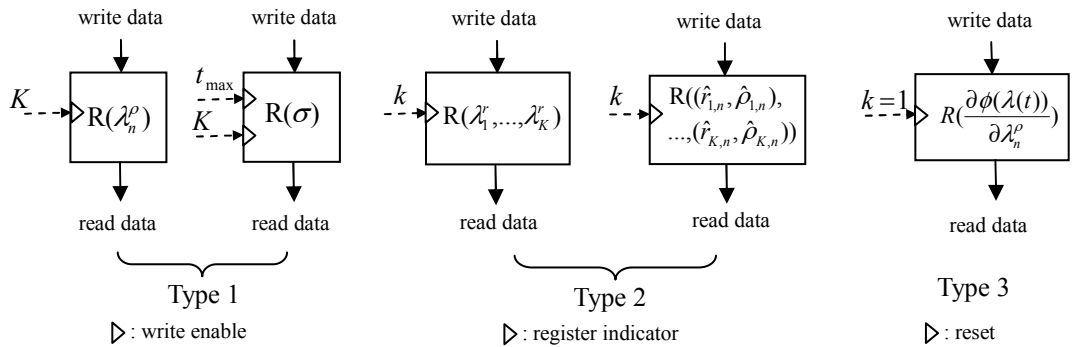 write data write data write data write data write data
K R(λ_n^ρ) t_max K R(σ) k R(λ_1^r,...,λ_K^r) k R((r̂_{1,n}, ρ̂_{1,n}), ...,(r̂_{K,n}, ρ̂_{K,n})) k=1 R(∂φ(λ(t))/∂λ_n^ρ)
read data read data read data read data read data
Type 1 Type 2 Type 3
: write enable : register indicator : reset